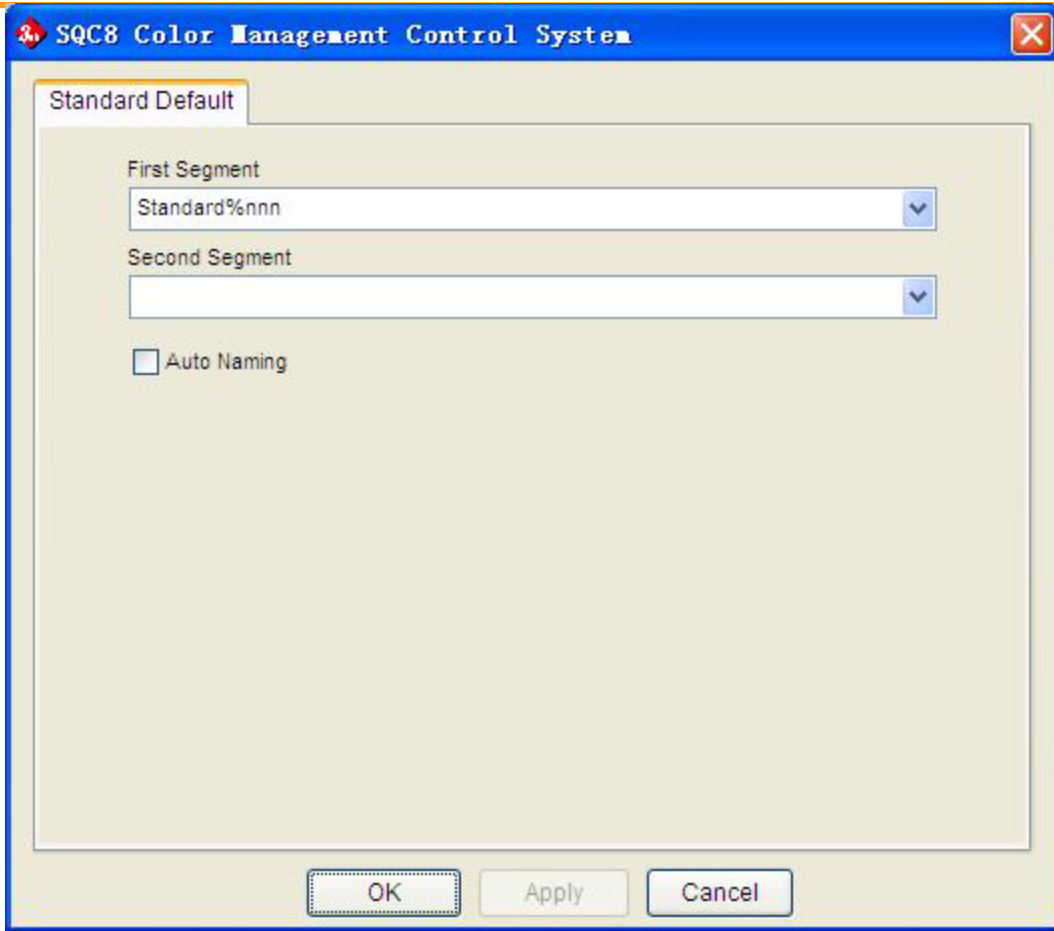 SQC8 Color Management Control System
Standard Default
First Segment
Standard%nnn
Second Segment
Auto Naming
OK Apply Cancel